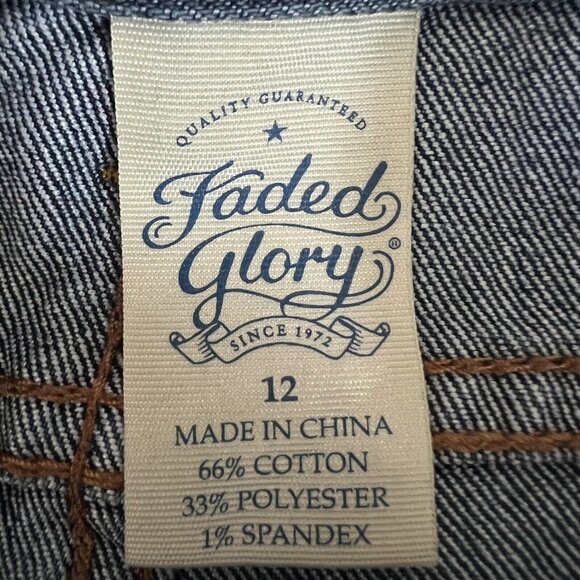 QUALITY GUARANTEED
Faded
Glory®
SINCE 1972
12
MADE IN CHINA
66% COTTON
33% POLYESTER
1% SPANDEX